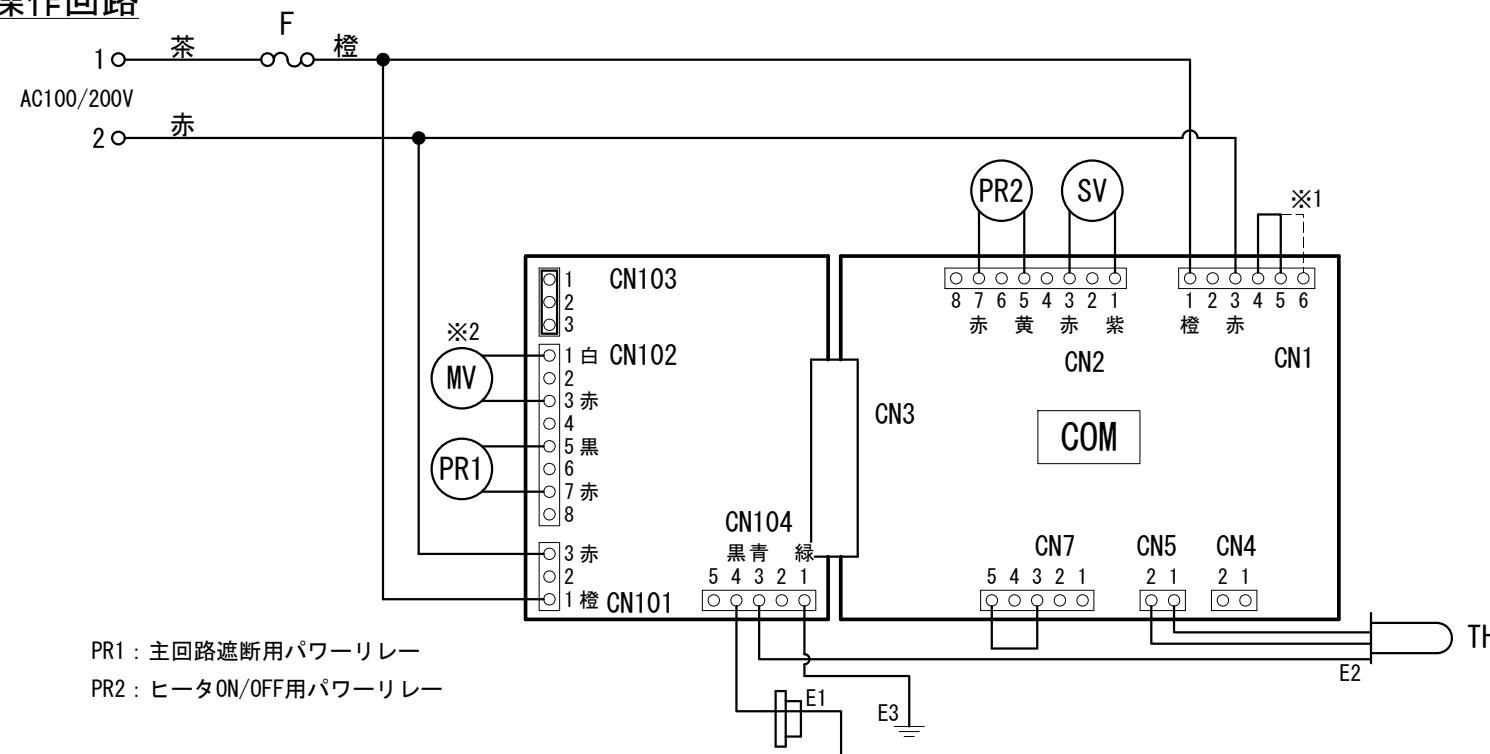 操作回路
F
1 茶 橙
AC100/200V
2 赤
PR2 SV ※1
CN103
1
2
3
8 7 6 5 4 3 2 1
赤 黄 赤 紫
1 2 3 4 5 6
橙 赤
CN2
CN1
※2
MV
PR1
1 白 CN102
2
3 赤
4
5 黒
6
7 赤
8
CN3
COM
3 赤
2
1 橙 CN101
CN104
黒 青 緑
5 4 3 2 1
CN7
5 4 3 2 1
CN5
2 1
CN4
2 1
TH
E2
PR1：主回路遮断用パワーリレー
PR2：ヒータON/OFF用パワーリレー
E1
E3